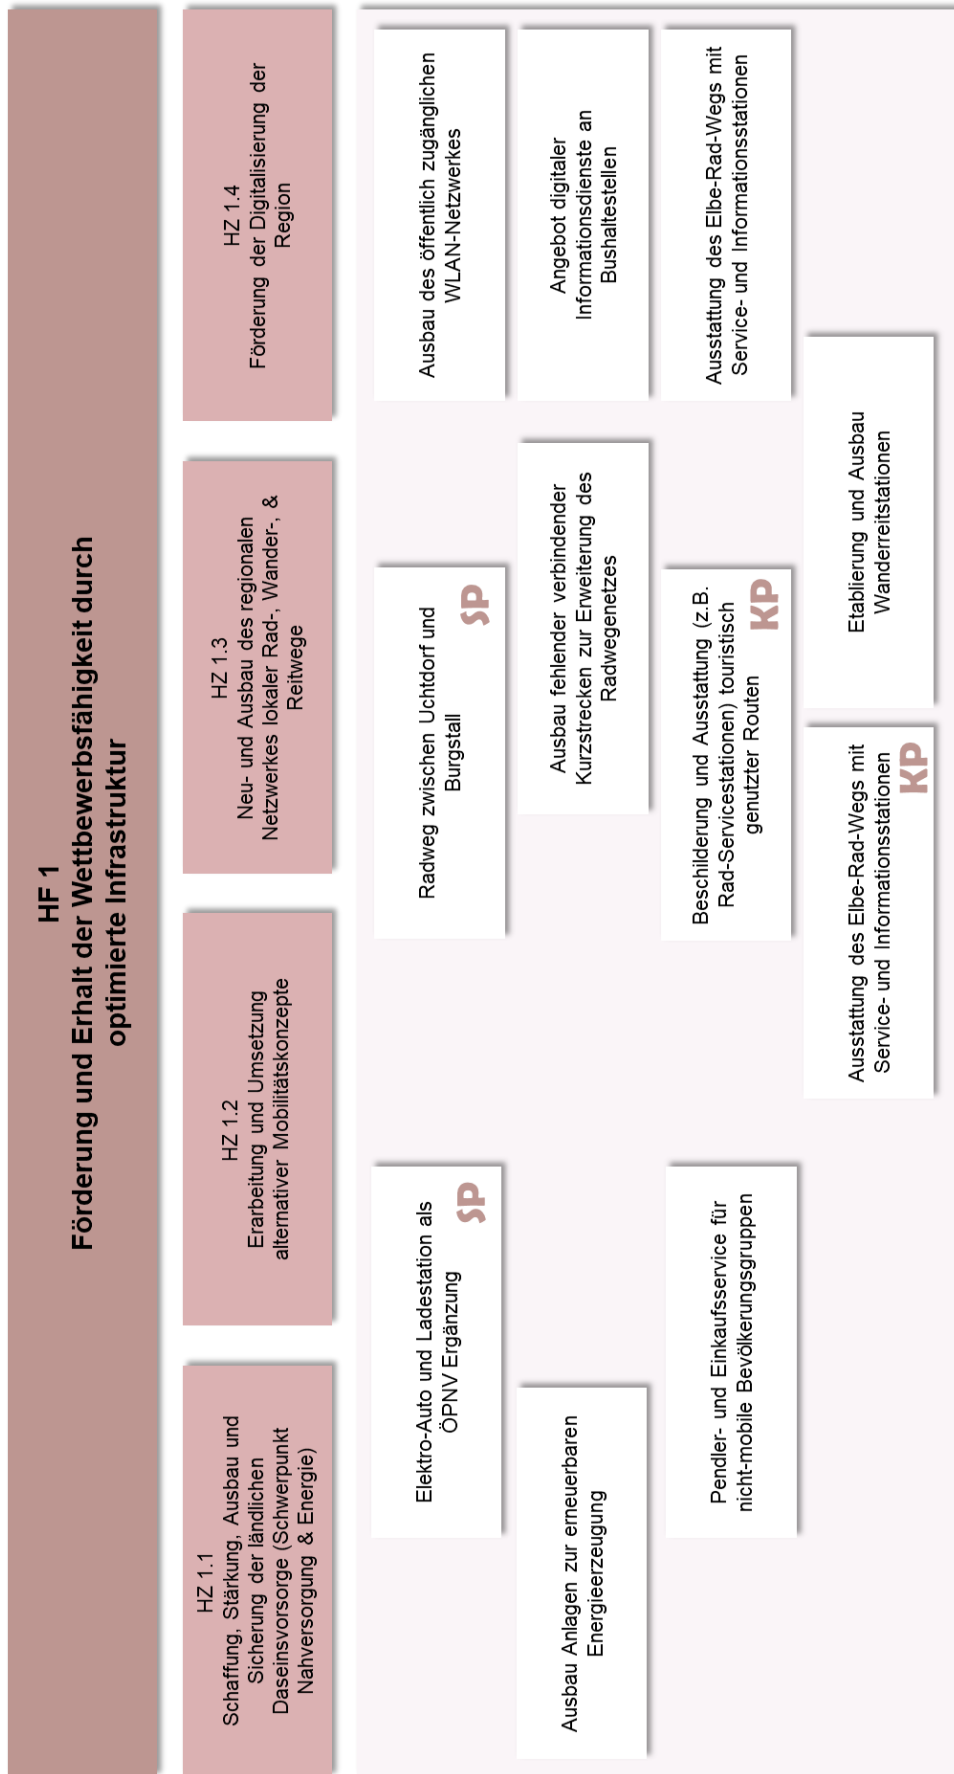 HF 1
Förderung und Erhalt der Wettbewerbsfähigkeit durch
optimierte Infrastruktur
HZ 1.1
Schaffung, Stärkung, Ausbau und
Sicherung der ländlichen
Daseinsvorsorge (Schwerpunkt
Nahversorgung & Energie)
HZ 1.2
Erarbeitung und Umsetzung
alternativer Mobilitätskonzepte
HZ 1.3
Neu- und Ausbau des regionalen
Netzwerkes lokaler Rad-, Wander-, &
Reitwege
HZ 1.4
Förderung der Digitalisierung der
Region
Elektro-Auto und Ladestation als
ÖPNV Ergänzung
SP
Radweg zwischen Uchtdorf und
Burgstall
SP
Ausbau des öffentlich zugänglichen
WLAN-Netzwerkes
Ausbau Anlagen zur erneuerbaren
Energieerzeugung
Ausbau fehlender verbindender
Kurzstrecken zur Erweiterung des
Radwegenetzes
Angebot digitaler
Informationsdienste an
Bushaltestellen
Pendler- und Einkaufsservice für
nicht-mobile Bevölkerungsgruppen
Beschilderung und Ausstattung (z.B.
Rad-Servicestationen) touristisch
genutzter Routen
KP
Ausstattung des Elbe-Rad-Wegs mit
Service- und Informationsstationen
Ausstattung des Elbe-Rad-Wegs mit
Service- und Informationsstationen
KP
Etablierung und Ausbau
Wanderreitstationen